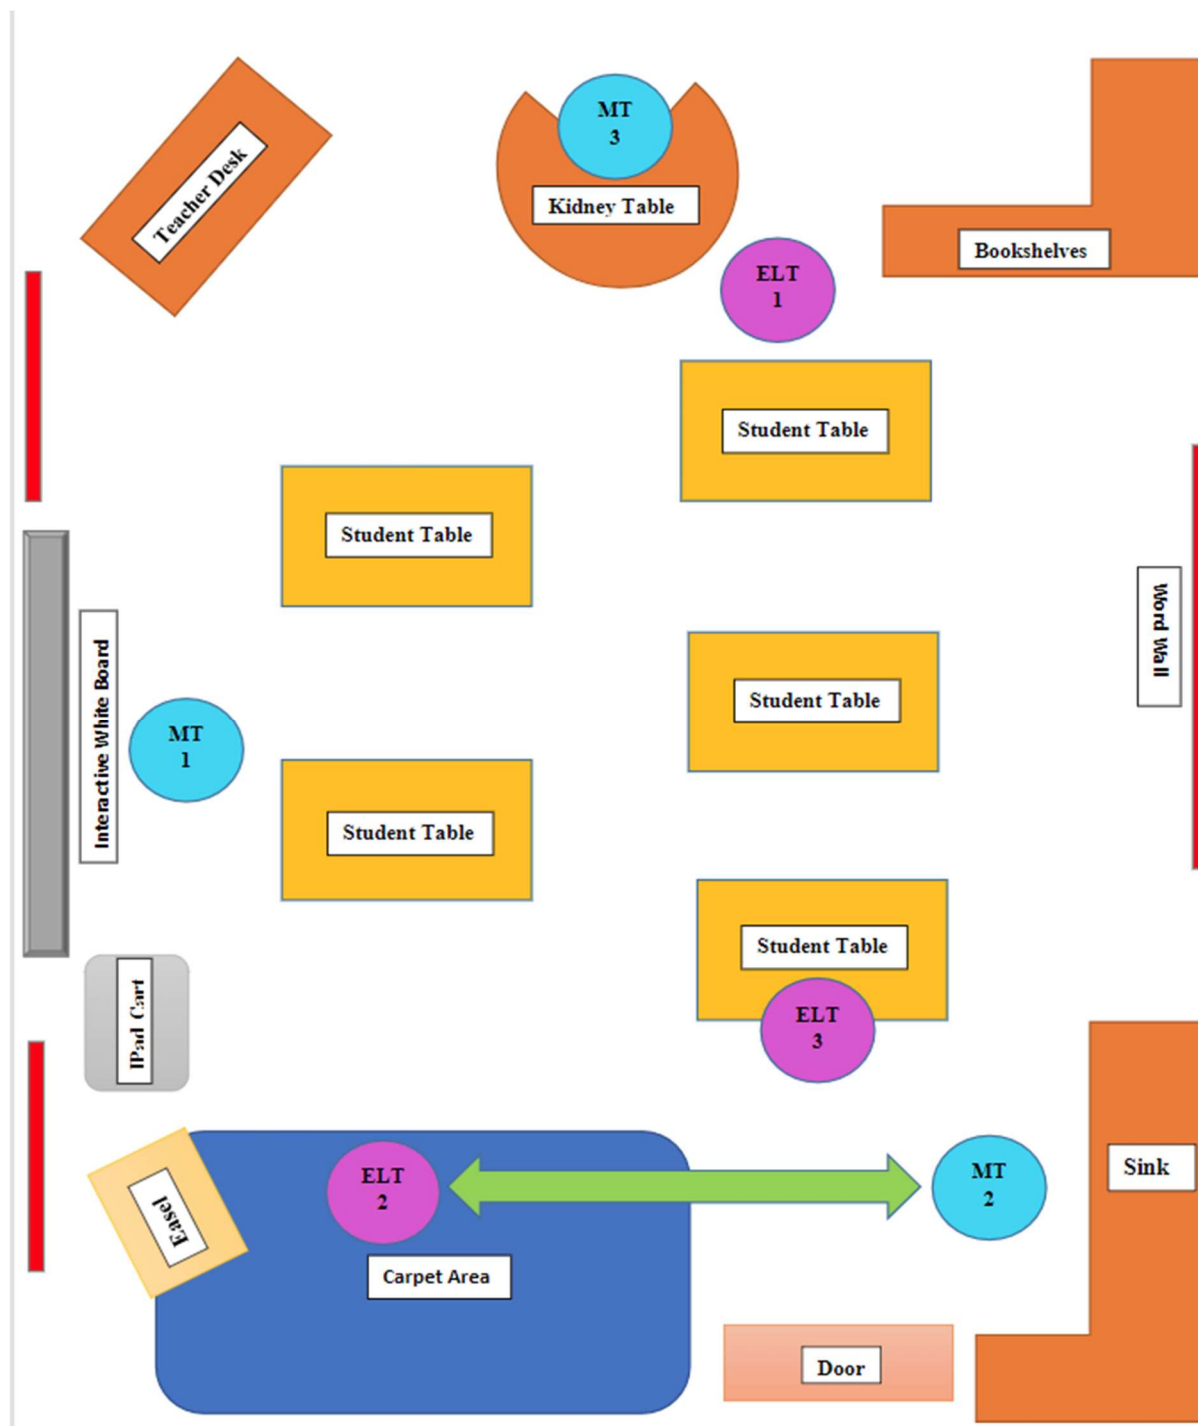 MT
3
Teacher Desk
Kidney Table
Bookshelves
ELT
1
Student Table
Student Table
Word Wall
Interactive White Board
Student Table
MT
1
Student Table
Student Table
IPad Cart
ELT
3
ELT
2
MT
2
Sink
Easel
Carpet Area
Door